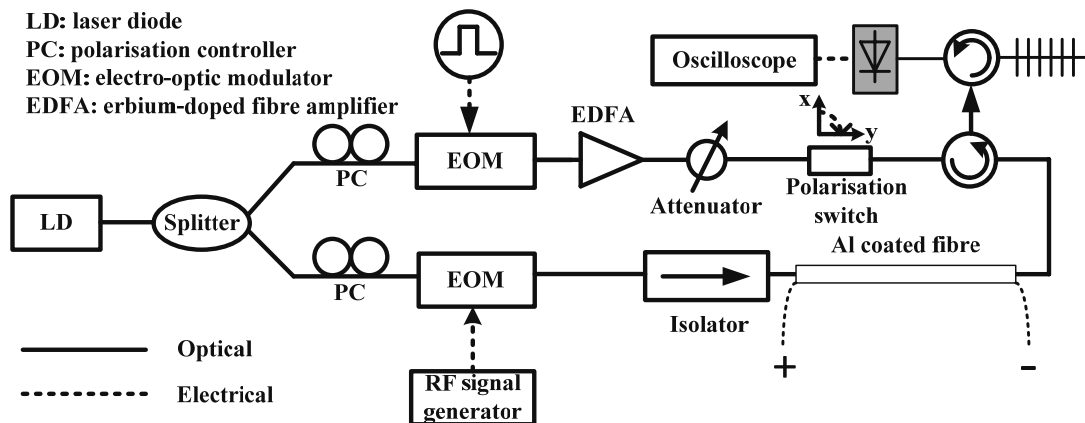 LD: laser diode
PC: polarisation controller
EOM: electro-optic modulator
EDFA: erbium-doped fibre amplifier
Oscilloscope
x
y
EDFA
EOM
PC
Attenuator
Polarisation
switch
LD
Splitter
Al coated fibre
EOM
PC
Isolator
Optical
+
-
Electrical
RF signal
generator